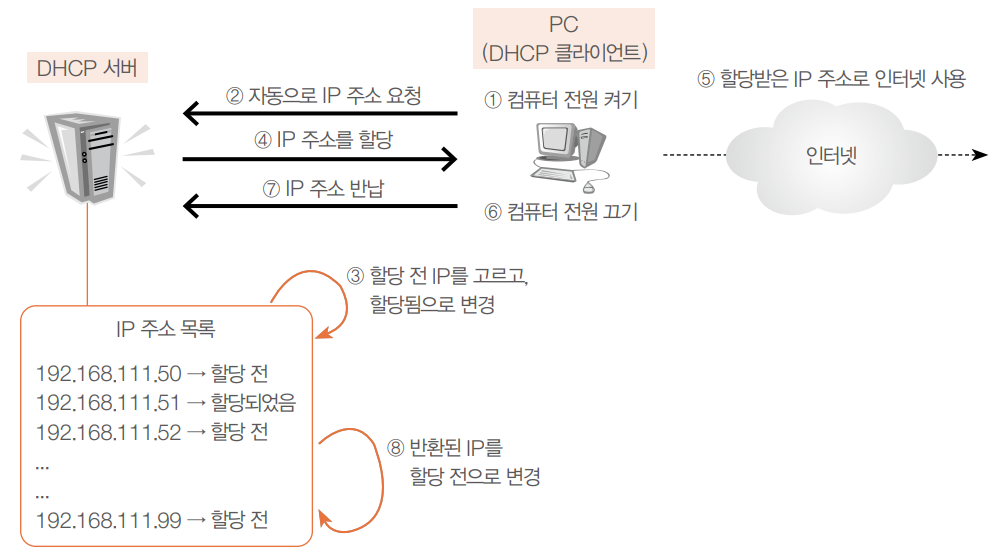 PC
(DHCP 클라이언트)
DHCP 서버
⑤ 할당받은 IP 주소로 인터넷 사용
② 자동으로 IP 주소 요청
① 컴퓨터 전원 켜기
④ IP 주소를 할당
인터넷
⑦ IP 주소 반납
⑥ 컴퓨터 전원 끄기
③ 할당 전 IP를 고르고,
할당됨으로 변경
IP 주소 목록
192.168.111.50 → 할당 전
192.168.111.51 → 할당되었음
192.168.111.52 → 할당 전
...
...
192.168.111.99 → 할당 전
⑧ 반환된 IP를
할당 전으로 변경